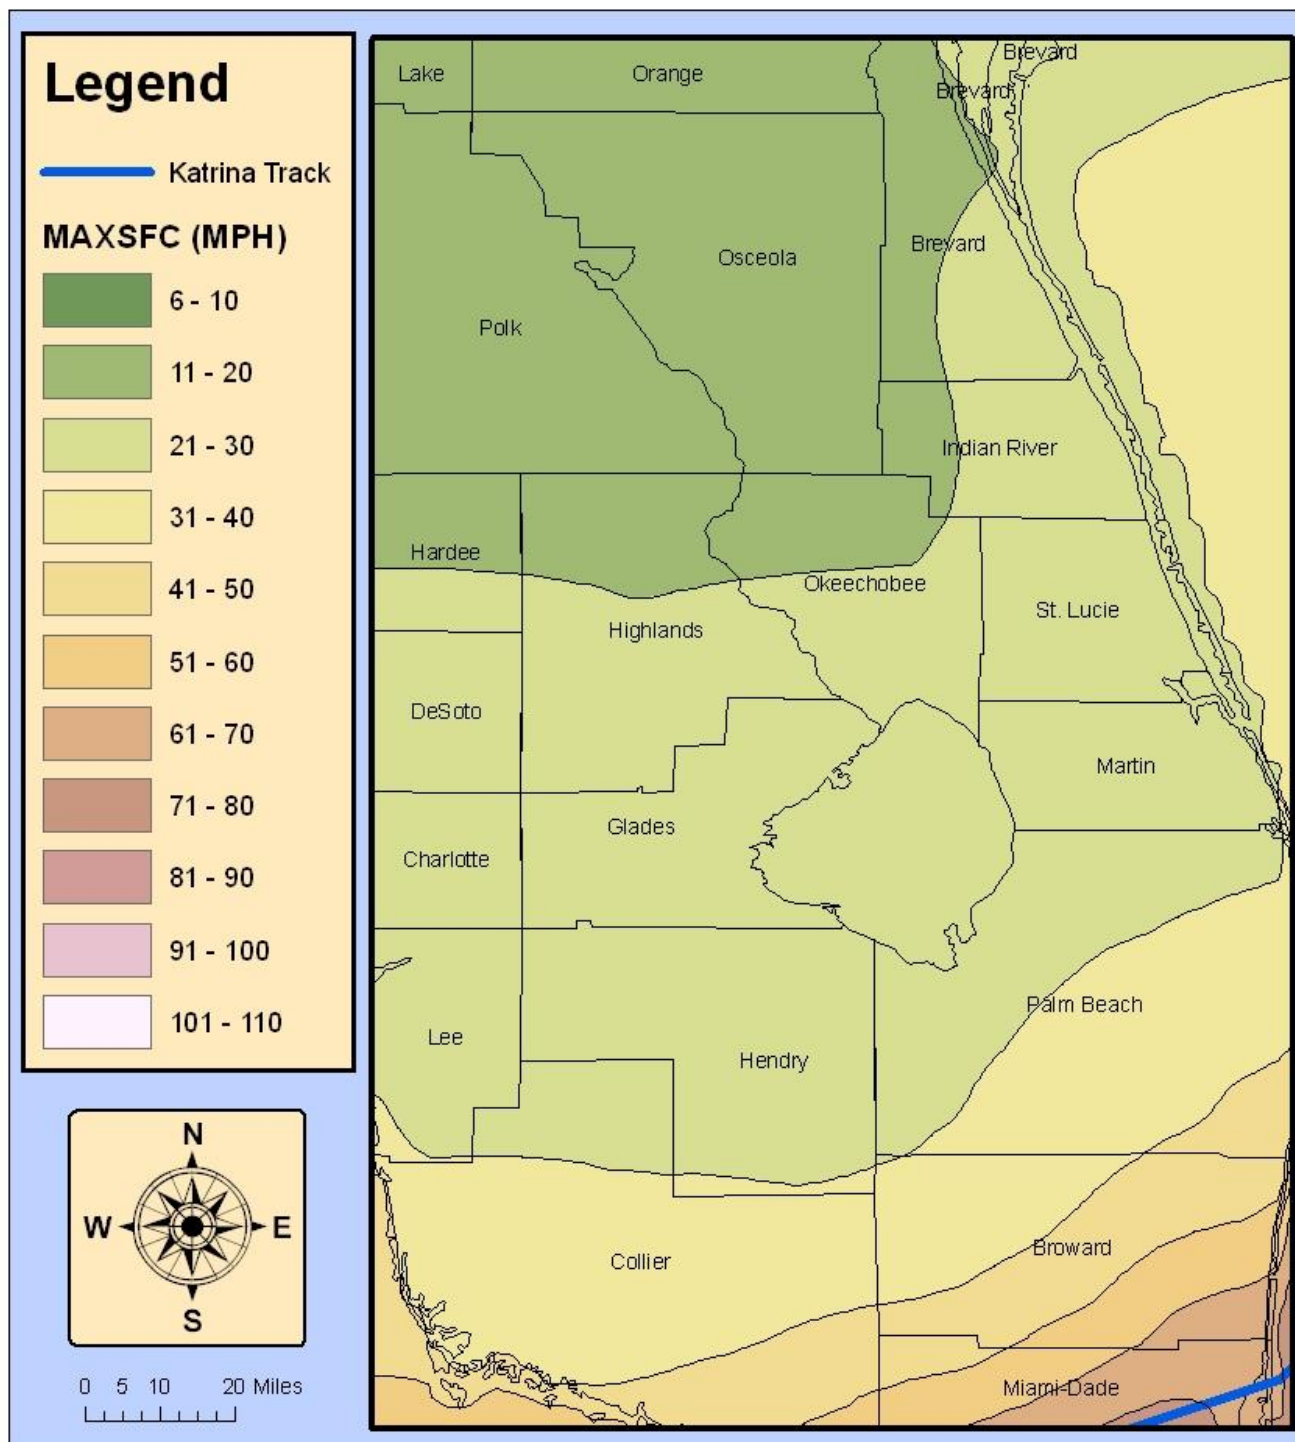 Legend
Katrina Track
MAXSFC (MPH)
6 - 10
11 - 20
21 - 30
31 - 40
41 - 50
51 - 60
61 - 70
71 - 80
81 - 90
91 - 100
101 - 110
N
W E
S
0 5 10 20 Miles
Brevard
Lake Orange
Brevard
Brevard
Osceola
Polk
Indian River
Hardee
Okeechobee
St. Lucie
Highlands
DeSoto
Martin
Glades
Charlotte
Palm Beach
Lee
Hendry
Broward
Collier
Miami-Dade